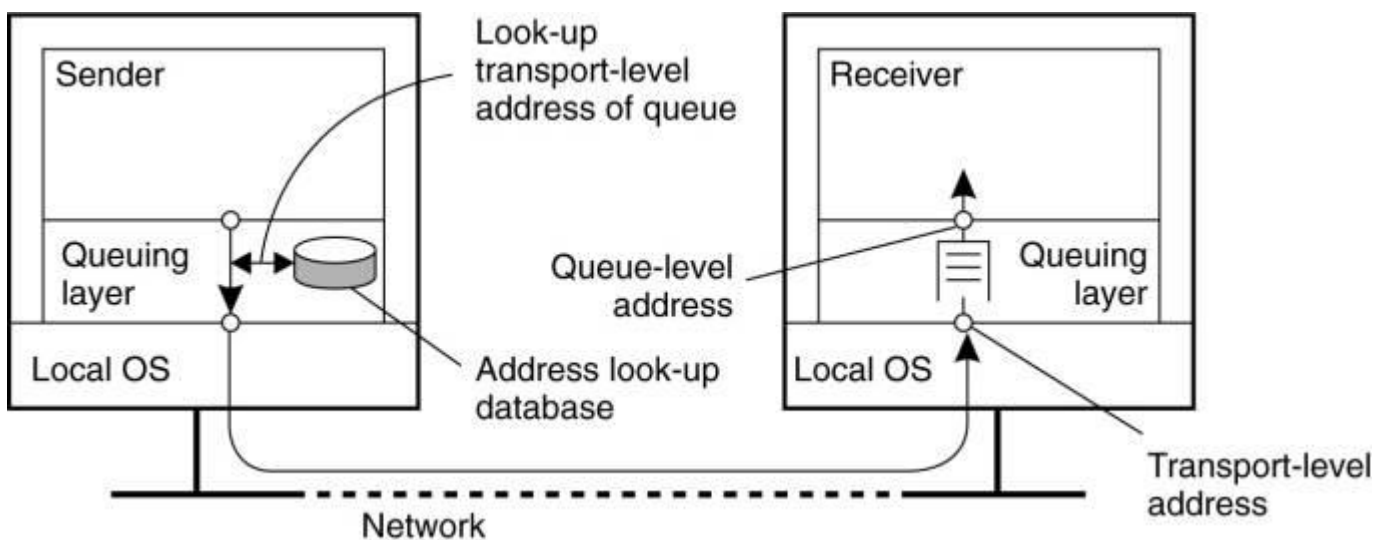 Sender
Look-up
transport-level
address of queue
Receiver
Queuing
layer
Queue-level
address
Queuing
layer
Local OS
Address look-up
database
Local OS
Transport-level
address
Network